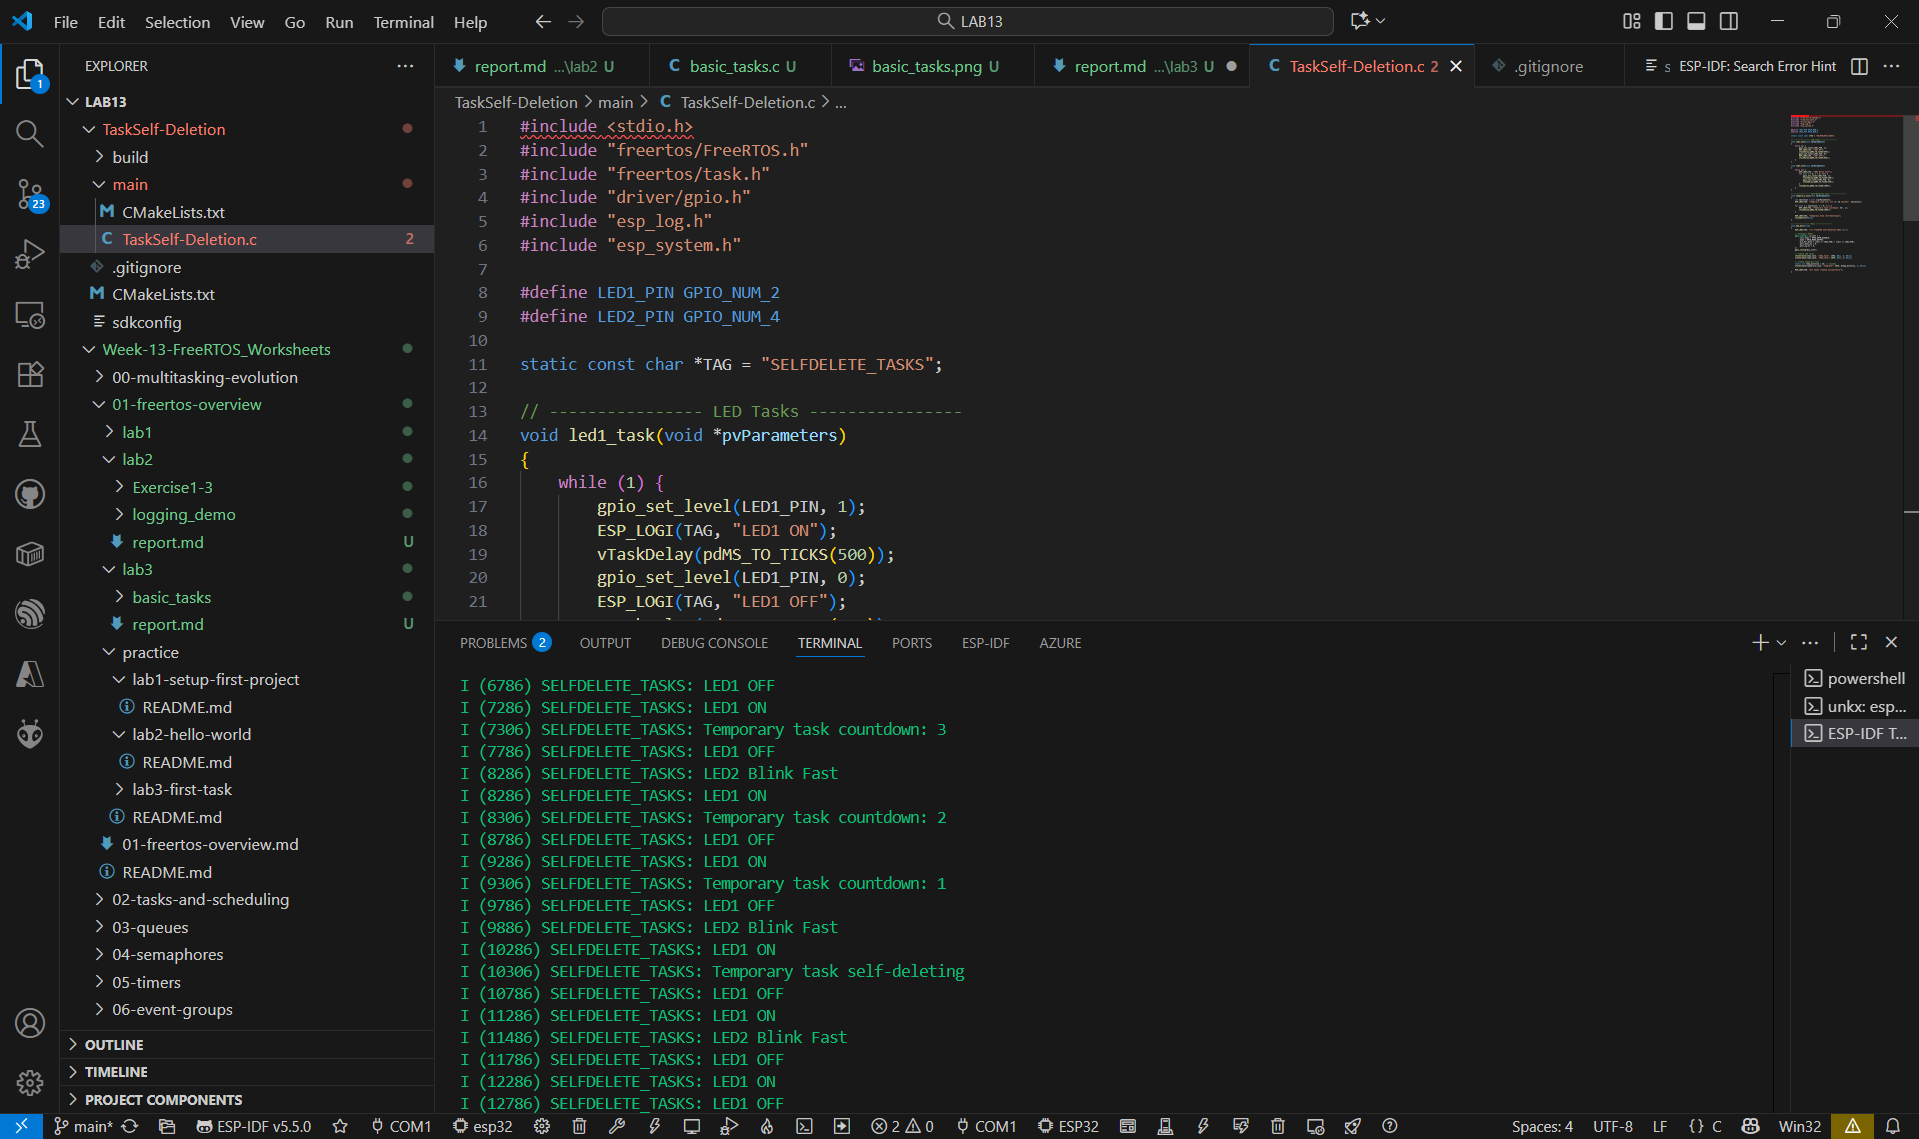 File Edit Selection View Go Run Terminal Help
LAB13
EXPLORER
LAB13
TaskSelf-Deletion
build
main
CMakeLists.txt
TaskSelf-Deletion.c 2
.gitignore
CMakeLists.txt
sdkconfig
Week-13-FreeRTOS_Worksheets
00-multitasking-evolution
01-freertos-overview
lab1
lab2
Exercise1-3
logging_demo
report.md U
lab3
basic_tasks
report.md U
practice
lab1-setup-first-project
README.md
lab2-hello-world
README.md
lab3-first-task
README.md
01-freertos-overview.md
README.md
02-tasks-and-scheduling
03-queues
04-semaphores
05-timers
06-event-groups
OUTLINE
TIMELINE
PROJECT COMPONENTS
1
23
report.md ...\lab2 U
basic_tasks.c U
basic_tasks.png U
report.md ...\lab3 U
TaskSelf-Deletion.c 2
.gitignore
s ESP-IDF: Search Error Hint
TaskSelf-Deletion > main > C TaskSelf-Deletion.c > ...
1 #include <stdio.h>
2 #include "freertos/FreeRTOS.h"
3 #include "freertos/task.h"
4 #include "driver/gpio.h"
5 #include "esp_log.h"
6 #include "esp_system.h"
7
8 #define LED1_PIN GPIO_NUM_2
9 #define LED2_PIN GPIO_NUM_4
10
11 static const char *TAG = "SELFDELETE_TASKS";
12
13 // ---------------- LED Tasks ----------------
14 void led1_task(void *pvParameters)
15 {
16 while (1) {
17 gpio_set_level(LED1_PIN, 1);
18 ESP_LOGI(TAG, "LED1 ON");
19 vTaskDelay(pdMS_TO_TICKS(500));
20 gpio_set_level(LED1_PIN, 0);
21 ESP_LOGI(TAG, "LED1 OFF");
PROBLEMS 2 OUTPUT DEBUG CONSOLE TERMINAL PORTS ESP-IDF AZURE
I (6786) SELFDELETE_TASKS: LED1 OFF
I (7286) SELFDELETE_TASKS: LED1 ON
I (7306) SELFDELETE_TASKS: Temporary task countdown: 3
I (7786) SELFDELETE_TASKS: LED1 OFF
I (8286) SELFDELETE_TASKS: LED2 Blink Fast
I (8286) SELFDELETE_TASKS: LED1 ON
I (8306) SELFDELETE_TASKS: Temporary task countdown: 2
I (8786) SELFDELETE_TASKS: LED1 OFF
I (9286) SELFDELETE_TASKS: LED1 ON
I (9306) SELFDELETE_TASKS: Temporary task countdown: 1
I (9786) SELFDELETE_TASKS: LED1 OFF
I (9886) SELFDELETE_TASKS: LED2 Blink Fast
I (10286) SELFDELETE_TASKS: LED1 ON
I (10306) SELFDELETE_TASKS: Temporary task self-deleting
I (10786) SELFDELETE_TASKS: LED1 OFF
I (11286) SELFDELETE_TASKS: LED1 ON
I (11486) SELFDELETE_TASKS: LED2 Blink Fast
I (11786) SELFDELETE_TASKS: LED1 OFF
I (12286) SELFDELETE_TASKS: LED1 ON
I (12786) SELFDELETE_TASKS: LED1 OFF
powershell
unkx: esp...
ESP-IDF T...
main* ESP-IDF v5.5.0 COM1 esp32 2 0 COM1 ESP32 Spaces: 4 UTF-8 LF {} C Win32